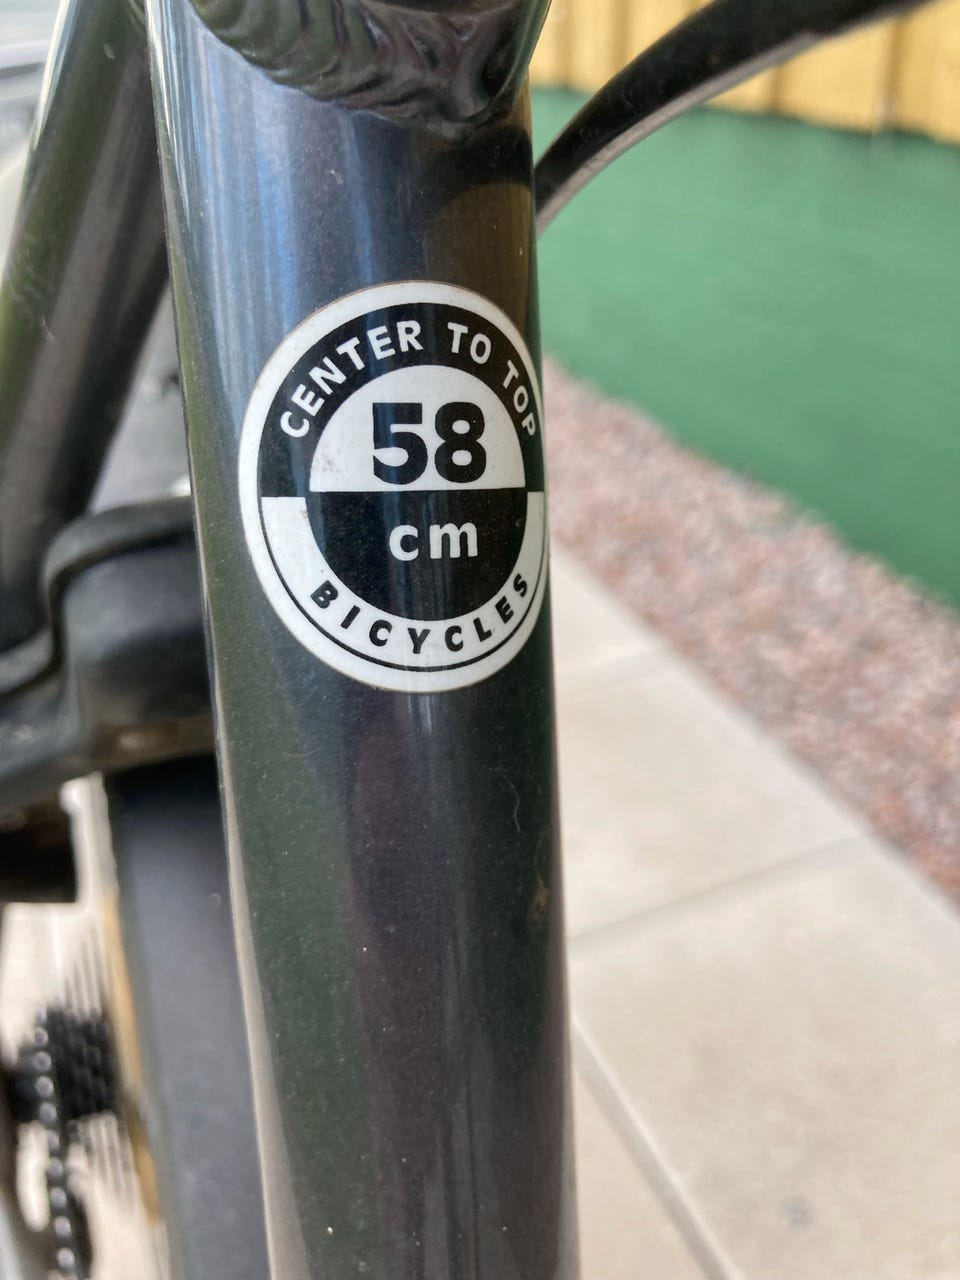 CENTER TO TOP
58
cm
BICYCLES